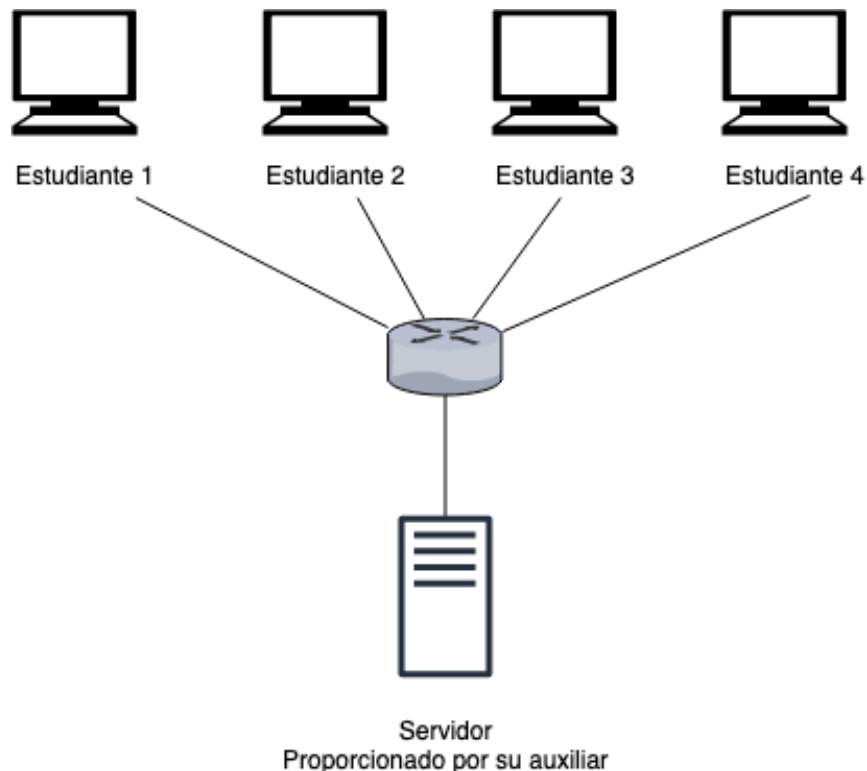 Estudiante 1
Estudiante 2
Estudiante 3
Estudiante 4
Servidor
Proporcionado por su auxiliar